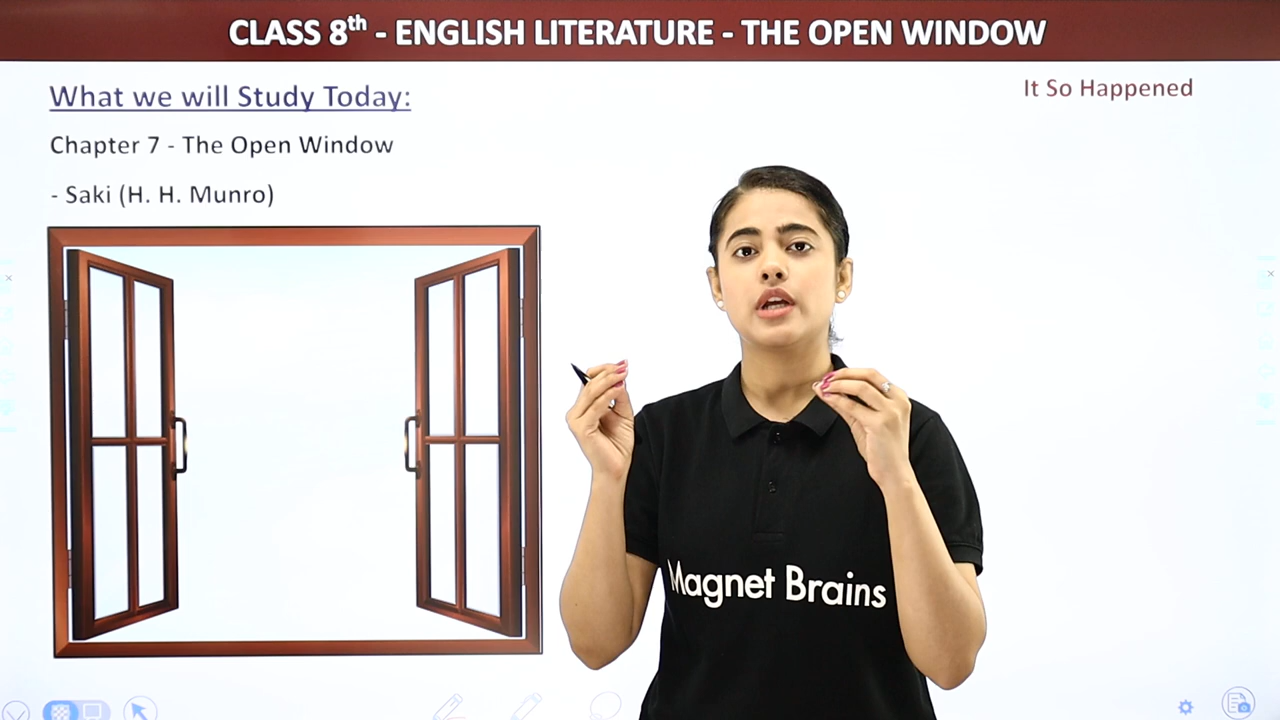 CLASS 8th - ENGLISH LITERATURE - THE OPEN WINDOW
What we will Study Today:
It So Happened
Chapter 7 - The Open Window
- Saki (H. H. Munro)
Magnet Brains